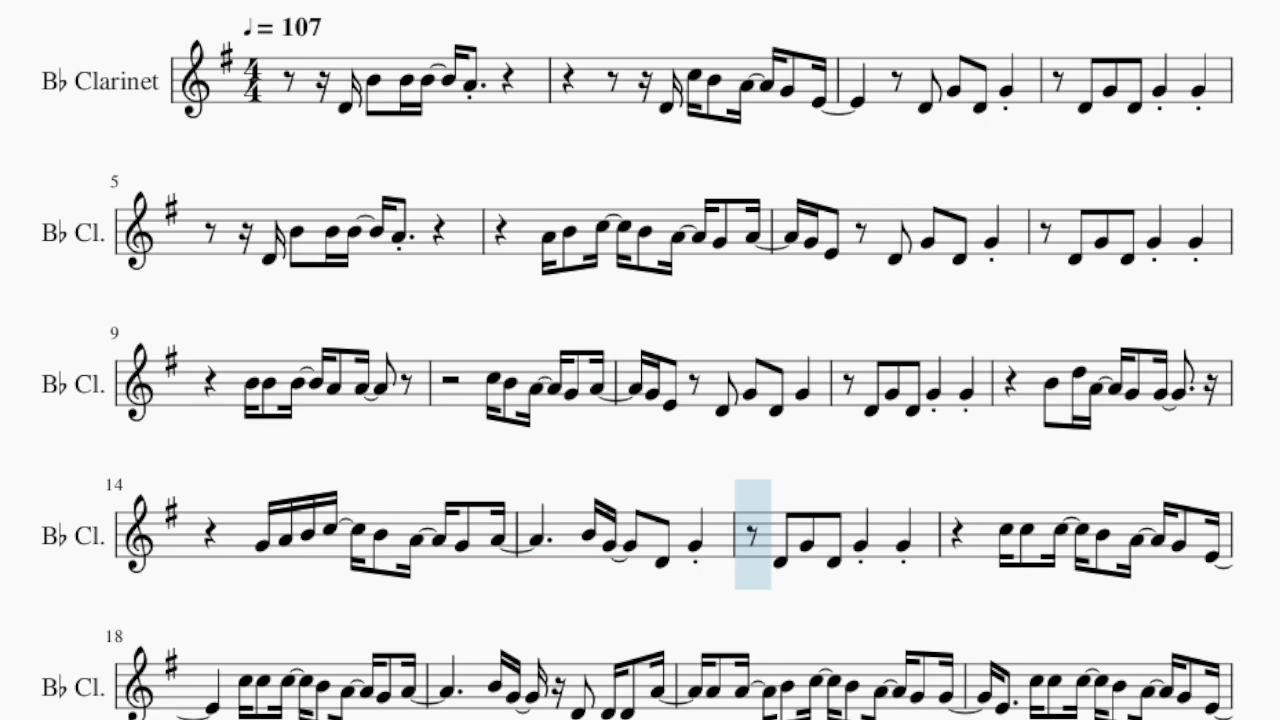 ♩ = 107
B♭ Clarinet
4/4
5
B♭ Cl.
9
B♭ Cl.
14
B♭ Cl.
18
B♭ Cl.